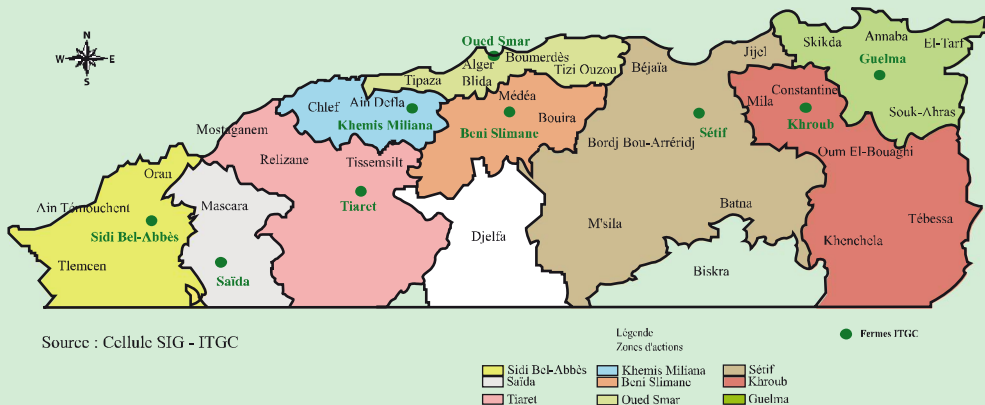 N
W E
S
Oued Smar
Alger
Boumerdès
Blida
Tipaza
Tizi Ouzou
Béjaïa
Jijel
Skikda
Annaba
El-Tarf
Guelma
Souk-Ahras
Chlef
Ain Defla
Khemis Miliana
Médéa
Bouira
Beni Slimane
Bordj Bou-Arréridj
Sétif
Mila
Constantine
Khroub
Oum El-Bouaghi
Mostaganem
Relizane
Tissemsilt
Tiaret
Oran
Ain Témouchent
Sidi Bel-Abbès
Tlemcen
Mascara
Saïda
Djelfa
M'sila
Batna
Biskra
Khenchela
Tébessa
Source : Cellule SIG - ITGC
Légende
Zones d'actions
Fermes ITGC
Sidi Bel-Abbès
Saïda
Tiaret
Khemis Miliana
Beni Slimane
Oued Smar
Sétif
Khroub
Guelma